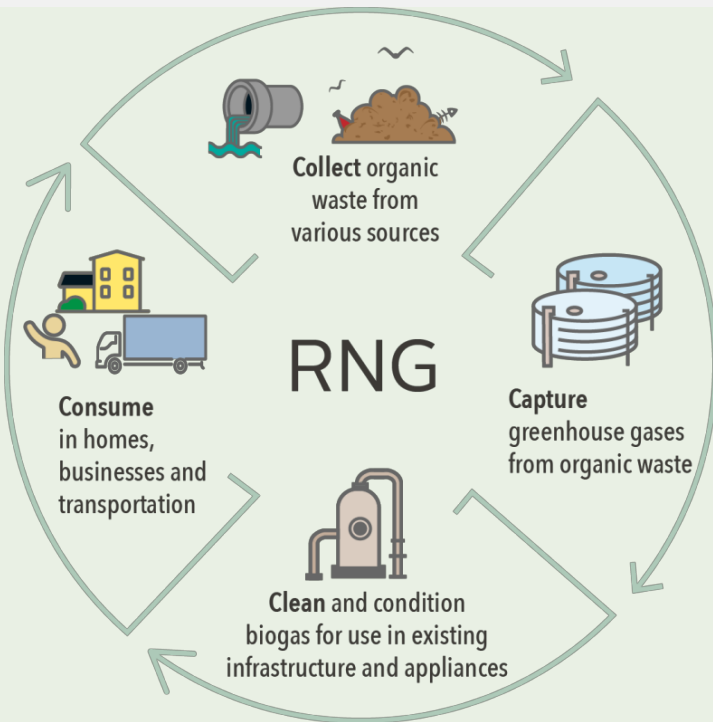 Collect organic
waste from
various sources
RNG
Capture
greenhouse gases
from organic waste
Clean and condition
biogas for use in existing
infrastructure and appliances
Consume
in homes,
businesses and
transportation